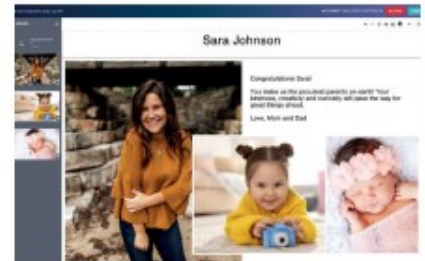 Sara Johnson
Congratulations Sara!
You make us the proudest parents on earth! Your
kindness, creativity and curiosity will pave the way for
great things ahead.
Love, Mom and Dad